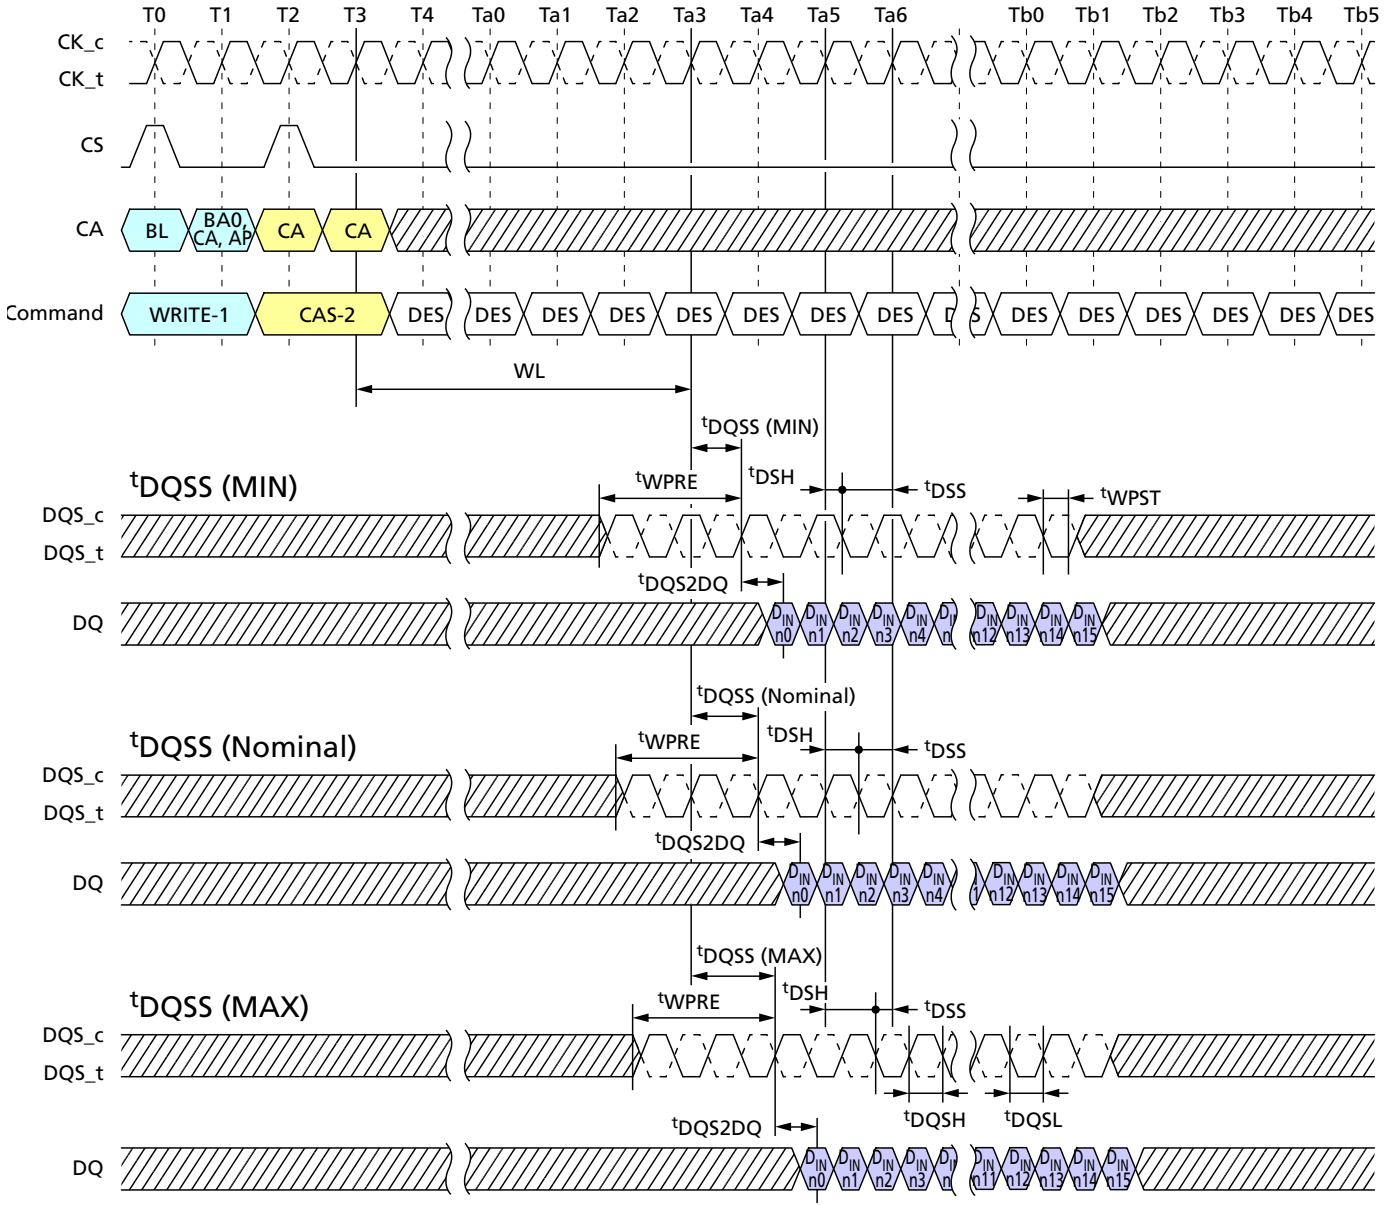 T0 T1 T2 T3 T4 Ta0 Ta1 Ta2 Ta3 Ta4 Ta5 Ta6 Tb0 Tb1 Tb2 Tb3 Tb4 Tb5
CK_c
CK_t
CS
CA BL BA0, CA, AP CA CA
Command WRITE-1 CAS-2 DES DES DES DES DES DES DES DES DES DES DES DES DES DES
WL
tDQSS (MIN)
tDQSS (MIN) tWPRE tDSH tDSS tWPST
DQS_c
DQS_t
tDQS2DQ
DQ DIN n0 DIN n1 DIN n2 DIN n3 DIN n4 DIN n DIN n12 DIN n13 DIN n14 DIN n15
tDQSS (Nominal)
tDQSS (Nominal) tWPRE tDSH tDSS
DQS_c
DQS_t
tDQS2DQ
DQ DIN n0 DIN n1 DIN n2 DIN n3 DIN n4 DIN n12 DIN n13 DIN n14 DIN n15
tDQSS (MAX)
tDQSS (MAX) tWPRE tDSH tDSS
DQS_c
DQS_t
tDQSH tDQSL
tDQS2DQ
DQ DIN n0 DIN n1 DIN n2 DIN n3 DIN n DIN n11 DIN n12 DIN n13 DIN n14 DIN n15